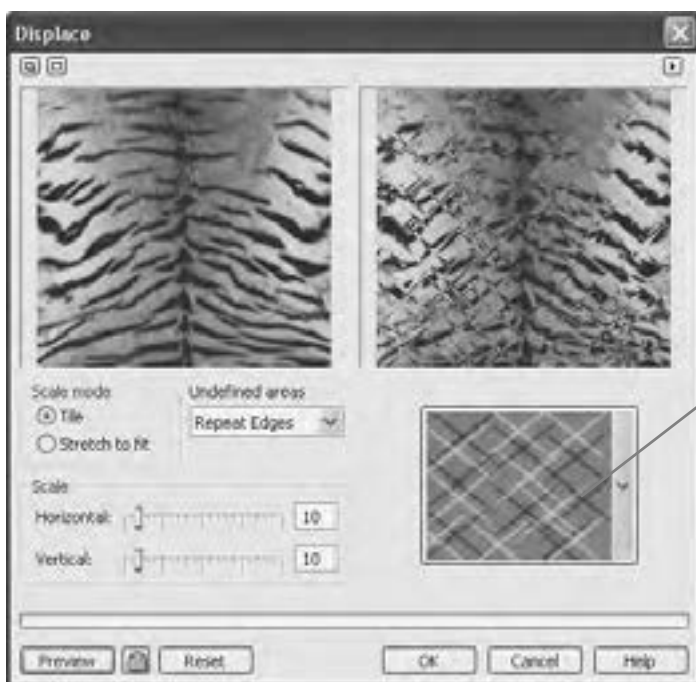 Displace
Scale mode
Tile
Stretch to fit
Undefined areas
Repeat Edges
Scale
Horizontal: 10
Vertical: 10
Preview Reset OK Cancel Help